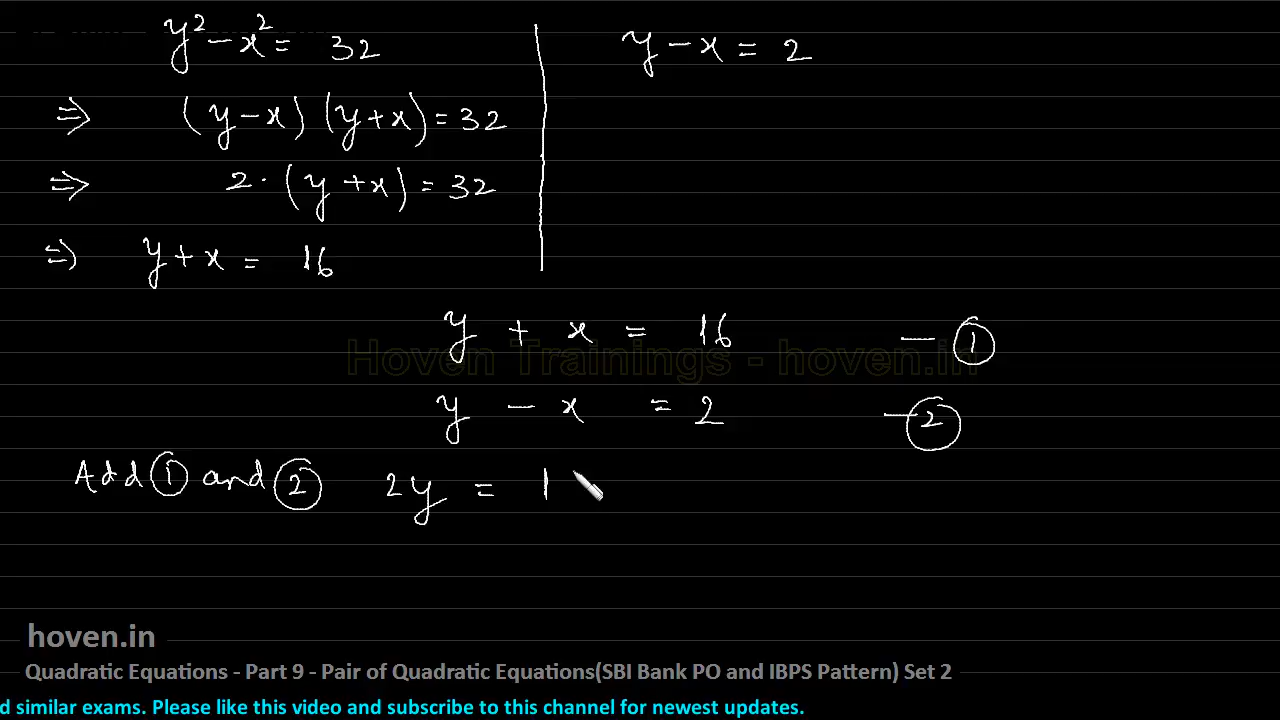 y² - x² = 32
y - x = 2
⇒ (y - x) (y + x) = 32
⇒ 2 · (y + x) = 32
⇒ y + x = 16
y + x = 16 - ①
Hoven Trainings - hoven.in
y - x = 2 - ②
Add ① and ② 2y = 1
hoven.in
Quadratic Equations - Part 9 - Pair of Quadratic Equations(SBI Bank PO and IBPS Pattern) Set 2
d similar exams. Please like this video and subscribe to this channel for newest updates.